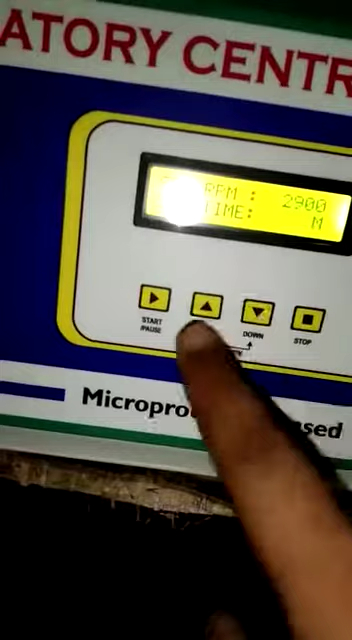 ATORY CENTR
RPM : 2900
TIME: M
START
/PAUSE
DOWN
STOP
Micropro
sed